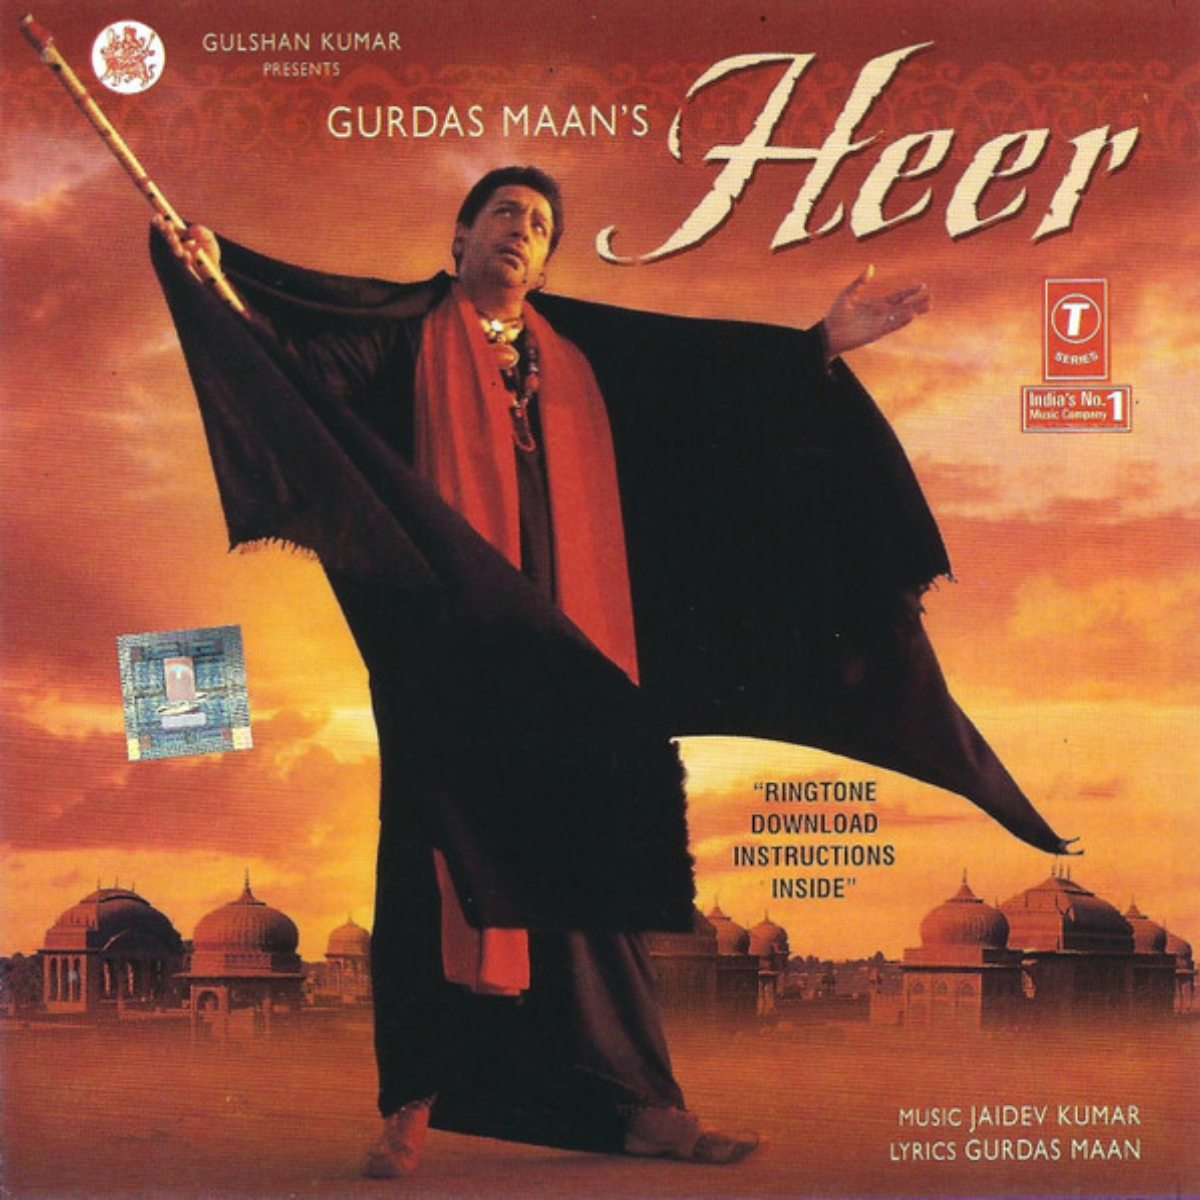 GULSHAN KUMAR
PRESENTS
GURDAS MAAN'S
Heer
T
SERIES
India's No. 1
Music Company
"RINGTONE
DOWNLOAD
INSTRUCTIONS
INSIDE"
MUSIC JAIDEV KUMAR
LYRICS GURDAS MAAN